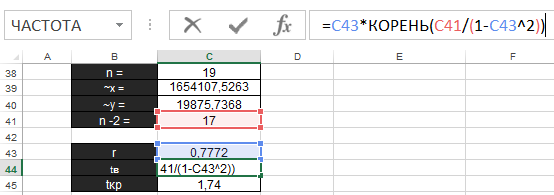 ЧАСТОТА
=C43*КОРЕНЬ(C41/(1-C43^2))
A B C D E F
38 n = 19
39 ~x = 1654107,5263
40 ~y = 19875,7368
41 n -2 = 17
42
43 r 0,7772
44 tв 41/(1-C43^2))
45 tкр 1,74